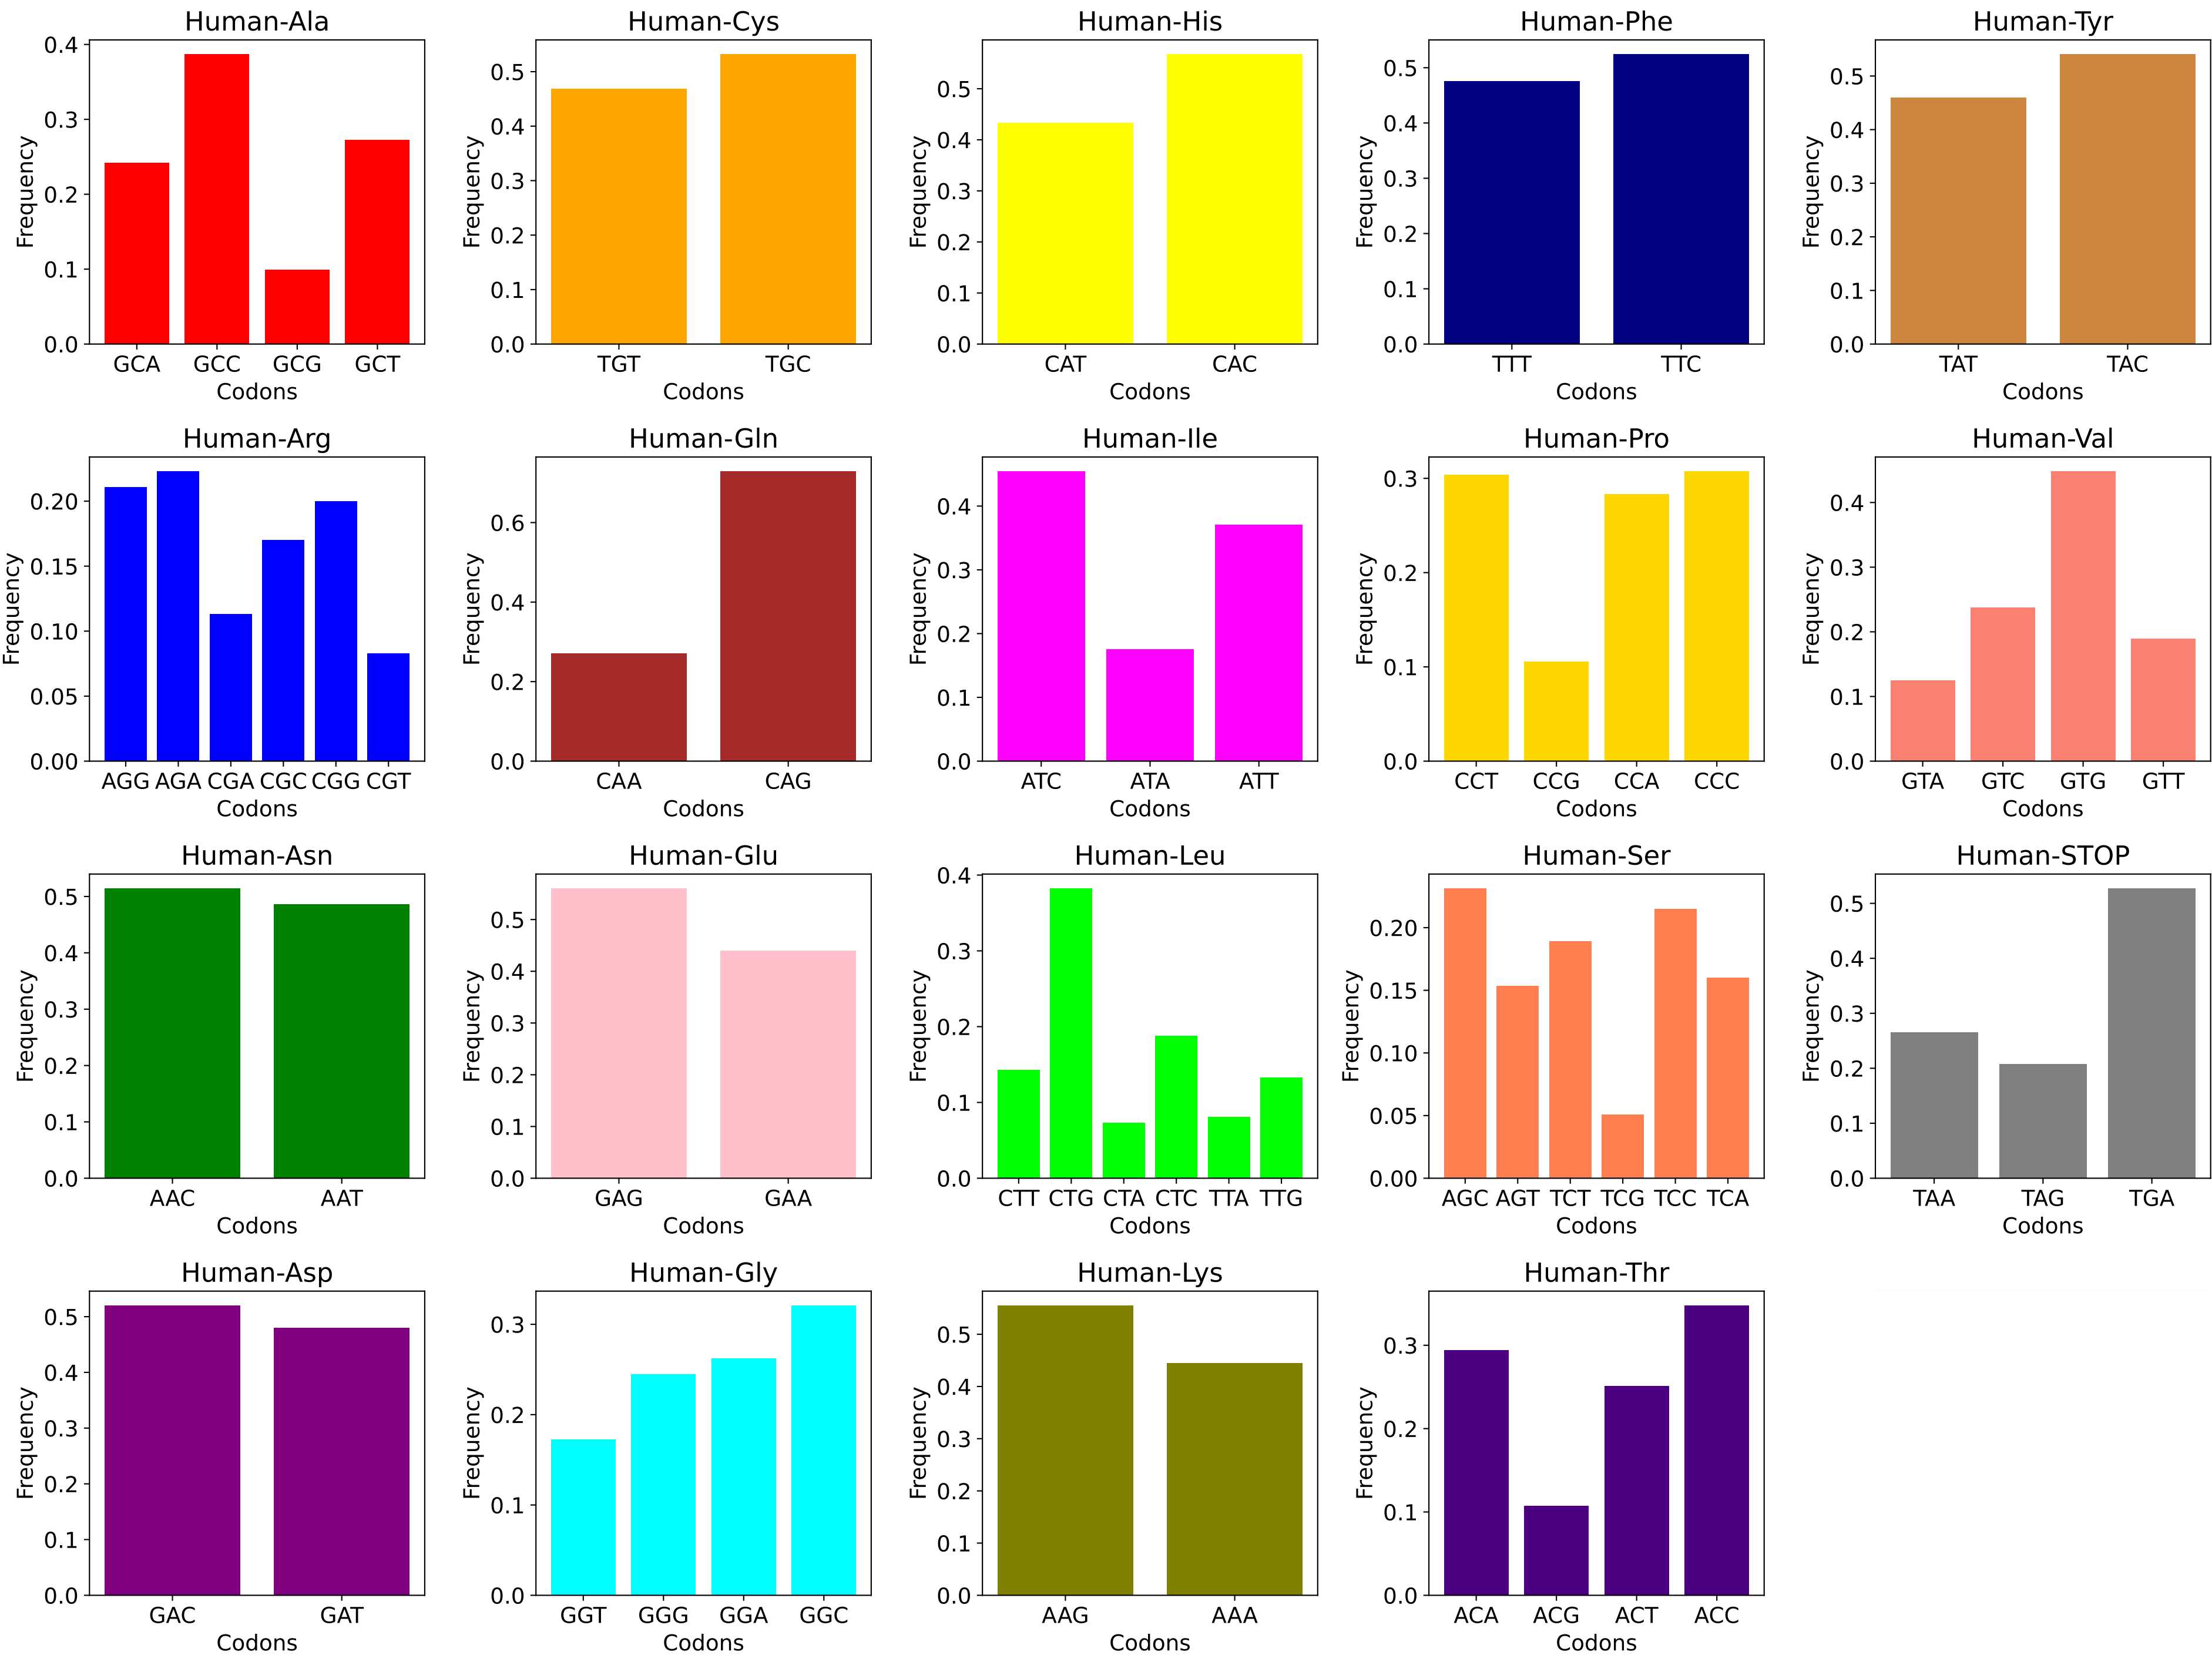 Human-Ala
Frequency
0.4
0.3
0.2
0.1
0.0
GCA GCC GCG GCT
Codons
Human-Cys
Frequency
0.5
0.4
0.3
0.2
0.1
0.0
TGT TGC
Codons
Human-His
Frequency
0.5
0.4
0.3
0.2
0.1
0.0
CAT CAC
Codons
Human-Phe
Frequency
0.5
0.4
0.3
0.2
0.1
0.0
TTT TTC
Codons
Human-Tyr
Frequency
0.5
0.4
0.3
0.2
0.1
0.0
TAT TAC
Codons
Human-Arg
Frequency
0.20
0.15
0.10
0.05
0.00
AGG AGA CGA CGC CGG CGT
Codons
Human-Gln
Frequency
0.6
0.4
0.2
0.0
CAA CAG
Codons
Human-Ile
Frequency
0.4
0.3
0.2
0.1
0.0
ATC ATA ATT
Codons
Human-Pro
Frequency
0.3
0.2
0.1
0.0
CCT CCG CCA CCC
Codons
Human-Val
Frequency
0.4
0.3
0.2
0.1
0.0
GTA GTC GTG GTT
Codons
Human-Asn
Frequency
0.5
0.4
0.3
0.2
0.1
0.0
AAC AAT
Codons
Human-Glu
Frequency
0.5
0.4
0.3
0.2
0.1
0.0
GAG GAA
Codons
Human-Leu
Frequency
0.4
0.3
0.2
0.1
0.0
CTT CTG CTA CTC TTA TTG
Codons
Human-Ser
Frequency
0.20
0.15
0.10
0.05
0.00
AGC AGT TCT TCG TCC TCA
Codons
Human-STOP
Frequency
0.5
0.4
0.3
0.2
0.1
0.0
TAA TAG TGA
Codons
Human-Asp
Frequency
0.5
0.4
0.3
0.2
0.1
0.0
GAC GAT
Codons
Human-Gly
Frequency
0.3
0.2
0.1
0.0
GGT GGG GGA GGC
Codons
Human-Lys
Frequency
0.5
0.4
0.3
0.2
0.1
0.0
AAG AAA
Codons
Human-Thr
Frequency
0.3
0.2
0.1
0.0
ACA ACG ACT ACC
Codons